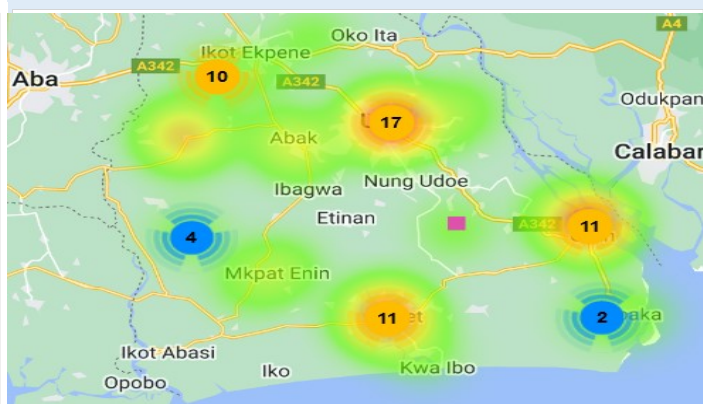 A4
Oko Ita
Ikot Ekpene
A342
Aba
10
A342
Odukpan
17
Abak
Calabar
Nung Udoe
Ibagwa
Etinan
A342
11
4
Mkpat Enin
11
2
Ikot Abasi
Kwa Ibo
Iko
Opobo